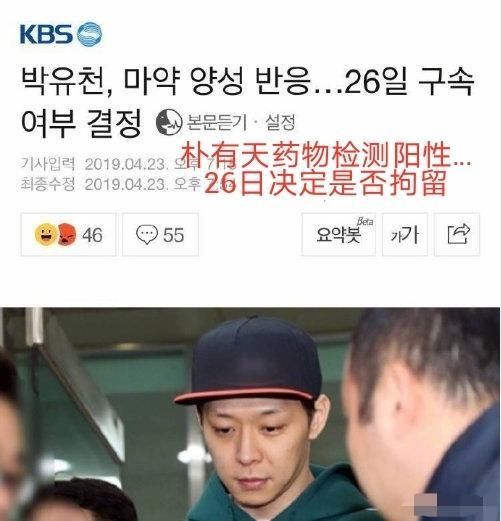 KBS
박유천, 마약 양성 반응...26일 구속
여부 결정 본문듣기 · 설정
기사입력 2019.04.23. 오후
朴有天药物检测阳性...
최종수정 2019.04.23. 오후
26日决定是否拘留
46 55 요약봇 Beta 가가